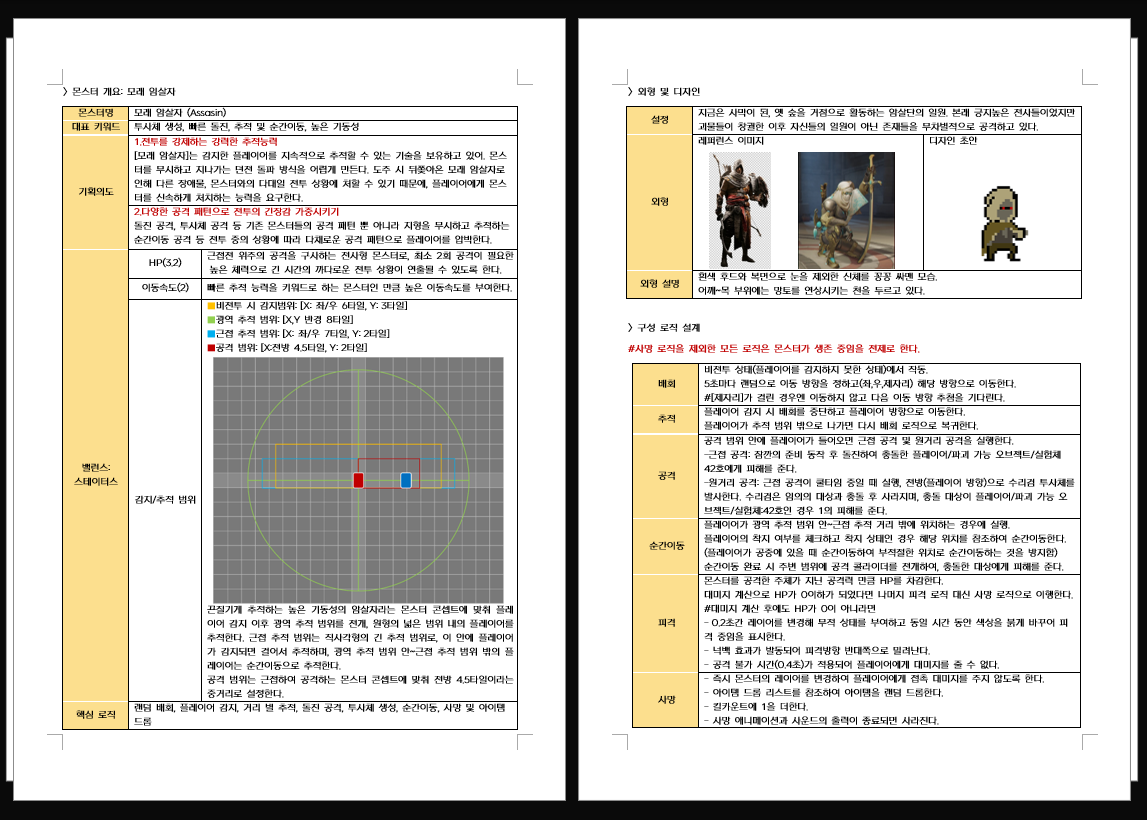 > 몬스터 개요: 모래 암살자
몬스터명
모래 암살자 (Assasin)
대표 키워드
투사체 생성, 빠른 돌진, 추적 및 순간이동, 높은 기동성
기획의도
1.전투를 강제하는 강력한 추적능력
[모래 암살자]는 감지한 플레이어를 지속적으로 추적할 수 있는 기술을 보유하고 있어, 몬스
터를 무시하고 지나가는 던전 돌파 방식을 어렵게 만든다. 도주 시 뒤쫓아온 모래 암살자로
인해 다른 장애물, 몬스터와의 다대일 전투 상황에 처할 수 있기 때문에, 플레이어에게 몬스
터를 신속하게 처치하는 능력을 요구한다.
2.다양한 공격 패턴으로 전투의 긴장감 가중시키기
돌진 공격, 투사체 공격 등 기존 몬스터들의 공격 패턴 뿐 아니라 지형을 무시하고 추적하는
순간이동 공격 등 전투 중의 상황에 따라 다채로운 공격 패턴으로 플레이어를 압박한다.
밸런스:
스테이터스
HP(3,2)
근접전 위주의 공격을 구사하는 전사형 몬스터로, 최소 2회 공격이 필요한
높은 체력으로 긴 시간의 까다로운 전투 상황이 연출될 수 있도록 한다.
이동속도(2)
빠른 추적 능력을 키워드로 하는 몬스터인 만큼 높은 이동속도를 부여한다.
감지/추적 범위
비전투 시 감지범위: [X: 좌/우 6타일, Y: 3타일]
광역 추적 범위: [X,Y 반경 8타일]
근접 추적 범위: [X: 좌/우 7타일, Y: 2타일]
공격 범위: [X:전방 4.5타일, Y: 2타일]
끈질기게 추적하는 높은 기동성의 암살자라는 몬스터 콘셉트에 맞춰 플레
이어 감지 이후 광역 추적 범위를 전개, 원형의 넓은 범위 내의 플레이어를
추적한다. 근접 추적 범위는 직사각형의 긴 추적 범위로, 이 안에 플레이어
가 감지되면 걸어서 추적하며, 광역 추적 범위 안~근접 추적 범위 밖의 플
레이어는 순간이동으로 추적한다.
공격 범위는 근접하여 공격하는 몬스터 콘셉트에 맞춰 전방 4.5타일이라는
중거리로 설정한다.
핵심 로직
랜덤 배회, 플레이어 감지, 거리 별 추적, 돌진 공격, 투사체 생성, 순간이동, 사망 및 아이템
드롭
> 외형 및 디자인
설정
지금은 사막이 된, 옛 숲을 거점으로 활동하는 암살단의 일원. 본래 긍지높은 전사들이었지만
괴물들이 창궐한 이후 자신들의 일원이 아닌 존재들을 무차별적으로 공격하고 있다.
외형
레퍼런스 이미지
디자인 초안
외형 설명
흰색 후드와 복면으로 눈을 제외한 신체를 꽁꽁 싸맨 모습.
어깨~목 부위에는 망토를 연상시키는 천을 두르고 있다.
> 구성 로직 설계
#사망 로직을 제외한 모든 로직은 몬스터가 생존 중임을 전제로 한다.
배회
비전투 상태(플레이어를 감지하지 못한 상태)에서 작동.
5초마다 랜덤으로 이동 방향을 정하고(좌,우,제자리) 해당 방향으로 이동한다.
#[제자리]가 걸린 경우엔 이동하지 않고 다음 이동 방향 추첨을 기다린다.
추적
플레이어 감지 시 배회를 중단하고 플레이어 방향으로 이동한다.
플레이어가 추적 범위 밖으로 나가면 다시 배회 로직으로 복귀한다.
공격
공격 범위 안에 플레이어가 들어오면 근접 공격 및 원거리 공격을 실행한다.
-근접 공격: 잠깐의 준비 동작 후 돌진하여 충돌한 플레이어/파괴 가능 오브젝트/실험체
42호에게 피해를 준다.
-원거리 공격: 근접 공격이 쿨타임 중일 때 실행, 전방(플레이어 방향)으로 수리검 투사체를
발사한다. 수리검은 임의의 대상과 충돌 후 사라지며, 충돌 대상이 플레이어/파괴 가능 오
브젝트/실험체42호인 경우 1의 피해를 준다.
순간이동
플레이어가 광역 추적 범위 안~근접 추적 거리 밖에 위치하는 경우에 실행.
플레이어의 착지 여부를 체크하고 착지 상태인 경우 해당 위치를 참조하여 순간이동한다.
(플레이어가 공중에 있을 때 순간이동하여 부적절한 위치로 순간이동하는 것을 방지함)
순간이동 완료 시 주변 범위에 공격 콜라이더를 전개하여, 충돌한 대상에게 피해를 준다.
피격
몬스터를 공격한 주체가 지닌 공격력 만큼 HP를 차감한다.
대미지 계산으로 HP가 0이하가 되었다면 나머지 피격 로직 대신 사망 로직으로 이행한다.
#대미지 계산 후에도 HP가 0이 아니라면
- 0.2초간 레이어를 변경해 무적 상태를 부여하고 동일 시간 동안 색상을 붉게 바꾸어 피
격 중임을 표시한다.
- 넉백 효과가 발동되어 피격방향 반대쪽으로 밀려난다.
- 공격 불가 시간(0.4초)가 적용되어 플레이어에게 대미지를 줄 수 없다.
사망
- 즉시 몬스터의 레이어를 변경하여 플레이어에게 접촉 대미지를 주지 않도록 한다.
- 아이템 드롭 리스트를 참조하여 아이템을 랜덤 드롭한다.
- 킬카운트에 1을 더한다.
- 사망 애니메이션과 사운드의 출력이 종료되면 사라진다.